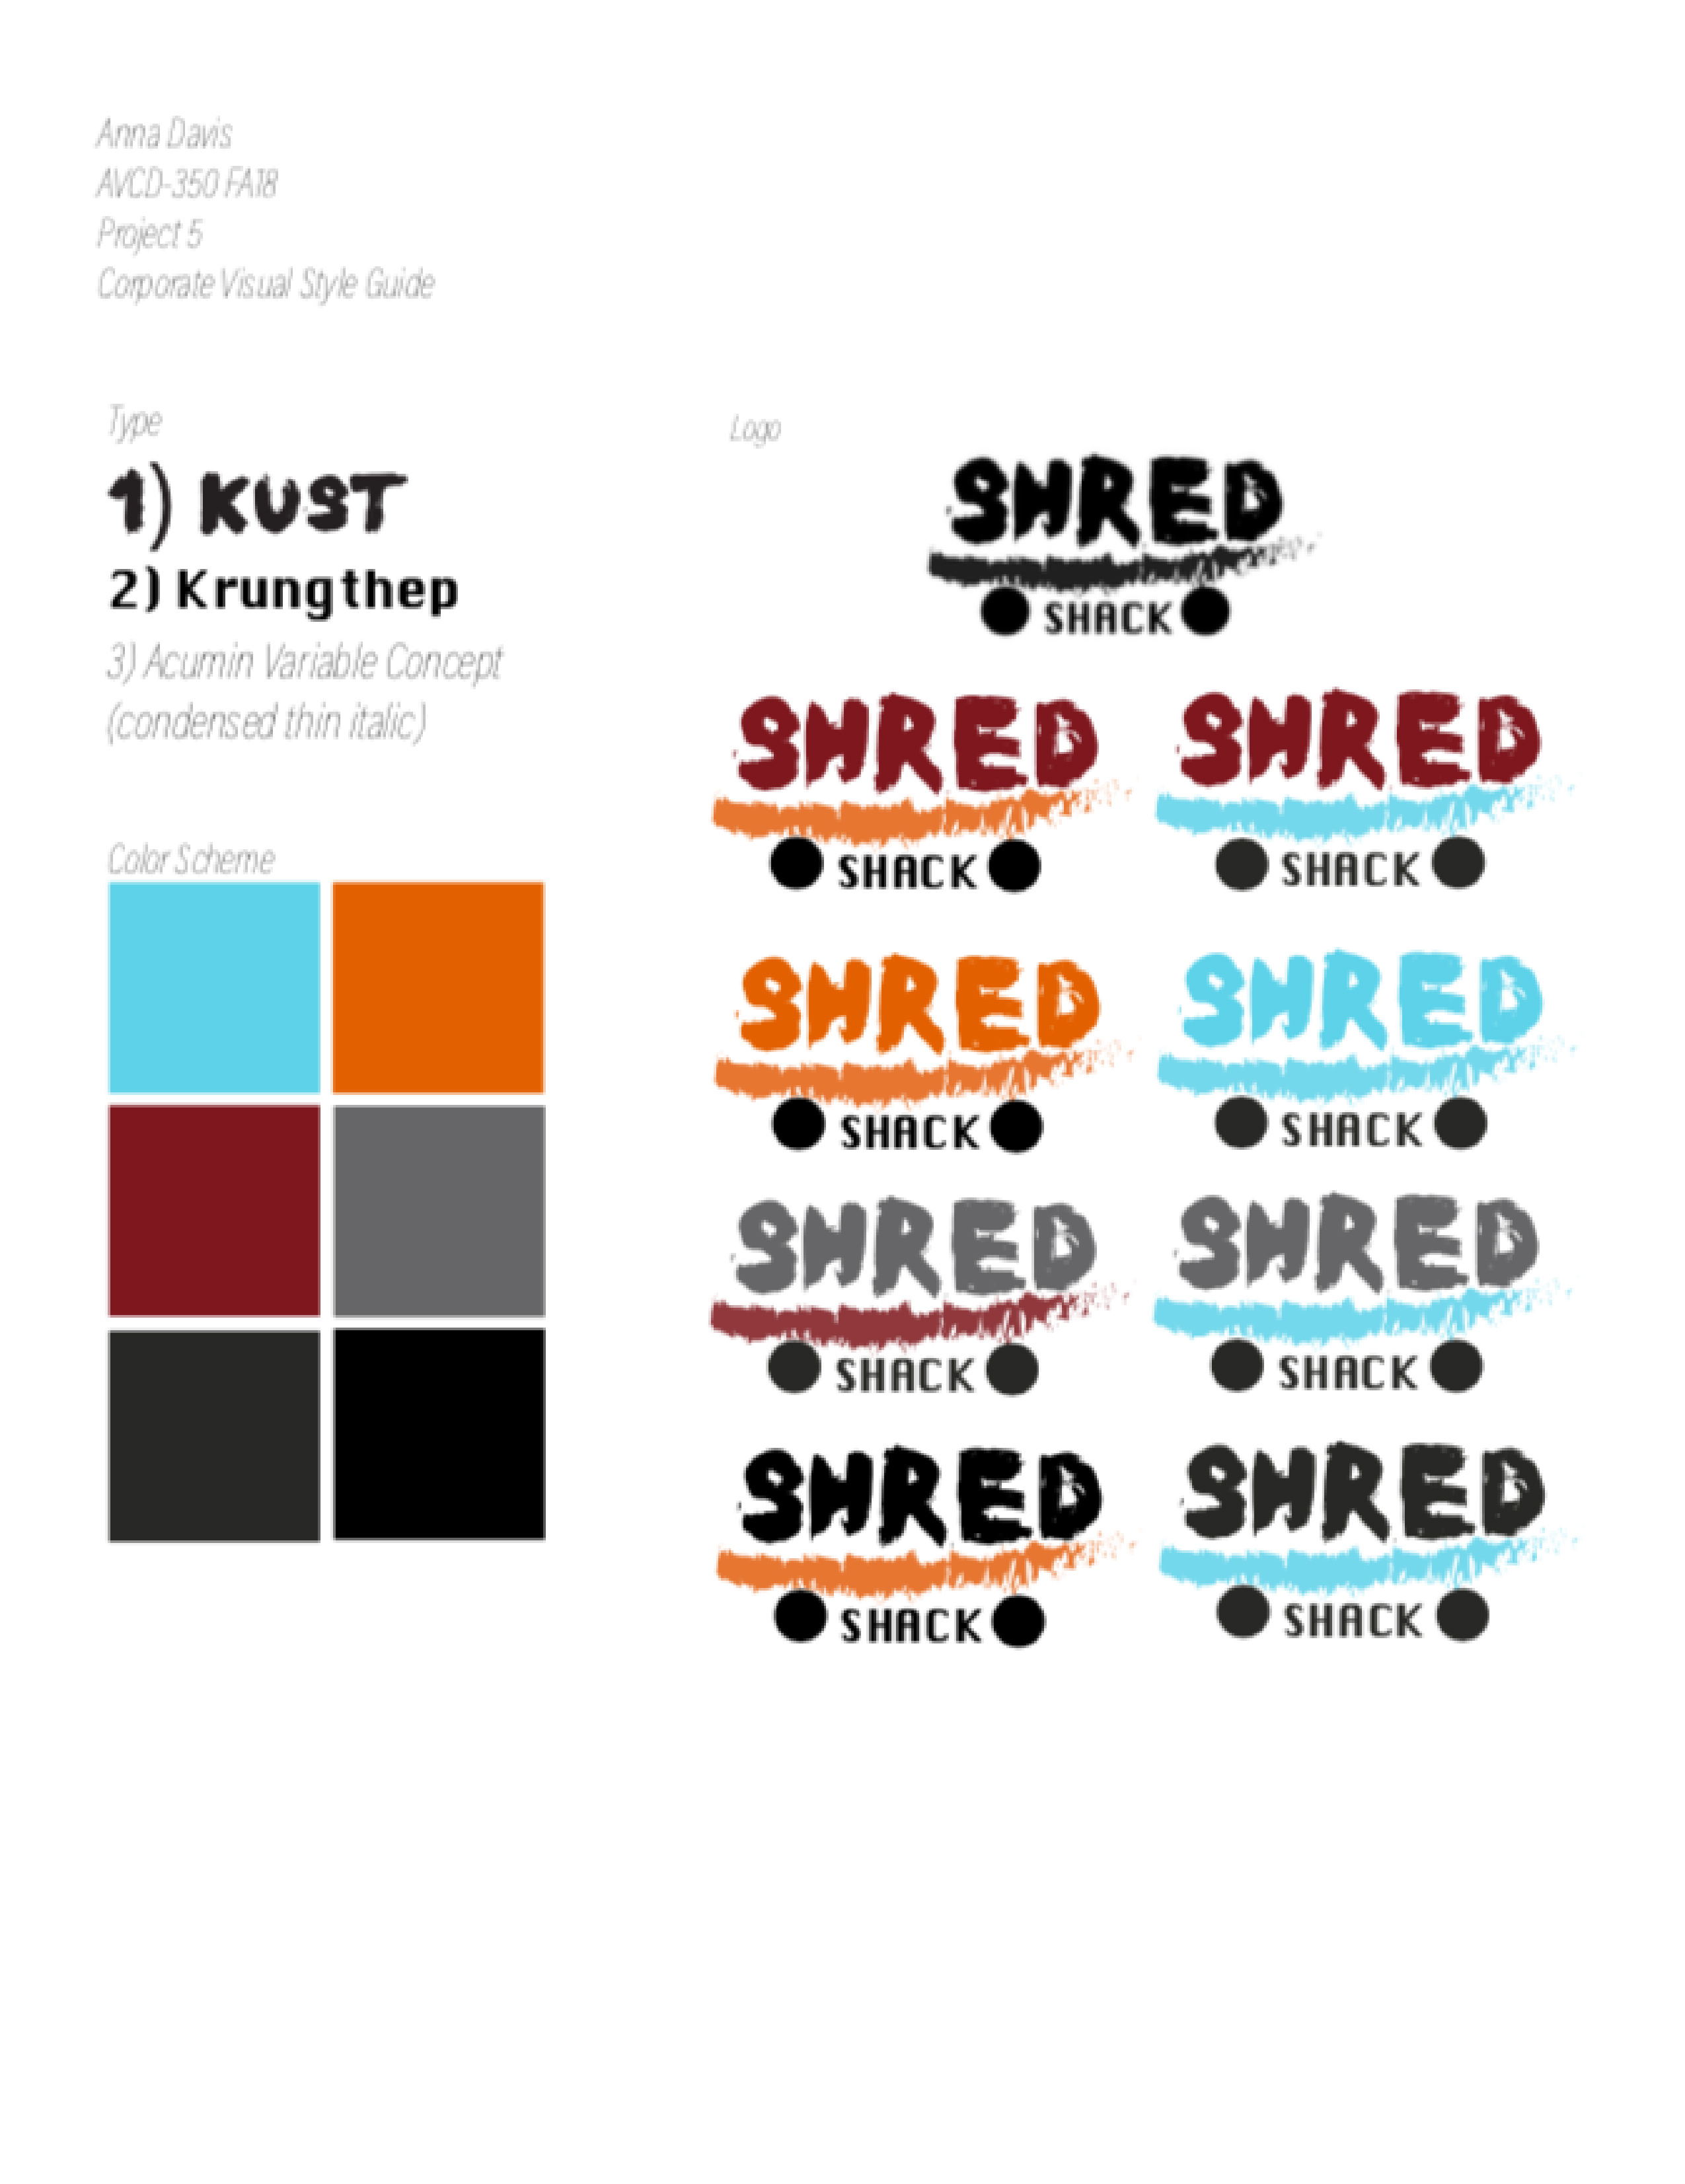 Anna Davis
AVCD-350 FA18
Project 5
Corporate Visual Style Guide
Type
1) KUST
2) Krungthep
3) Acumin Variable Concept
(condensed thin italic)
Color Scheme
Logo
SHRED
SHACK
SHRED
SHACK
SHRED
SHACK
SHRED
SHACK
SHRED
SHACK
SHRED
SHACK
SHRED
SHACK
SHRED
SHACK
SHRED
SHACK